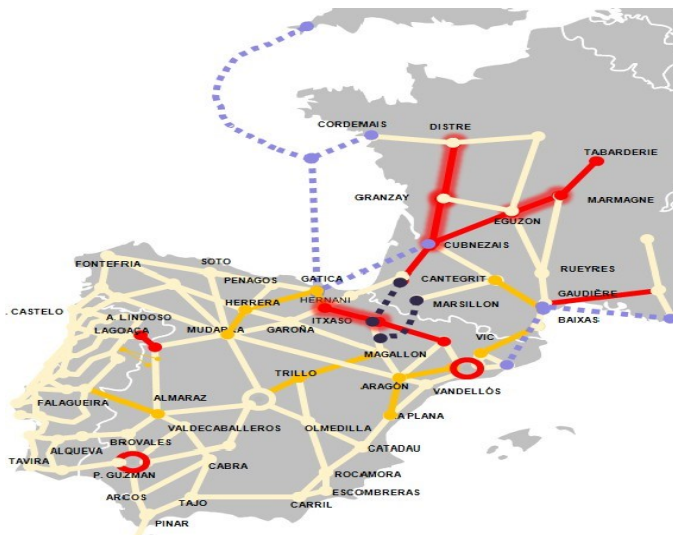 CORDEMAIS
DISTRE
TABARDERIE
GRANZAY
MARMAGNE
EGUZON
CUBNEZAIS
FONTEFRIA
SOTO
PENAGOS
GATICA
CANTEGRIT
RUEYRES
GAUDIÈRE
. CASTELO
A. LINDOSO
LAGOAÇA
HERRERA
HERNANI
MARSILLON
ITXASO
BAIXAS
MUDARRA
GAROÑA
MAGALLON
VIC
TRILLO
ARAGÓN
VANDELLÓS
FALAGUEIRA
ALMARAZ
LA PLANA
VALDECABALLEROS
OLMEDILLA
ALQUEVA
BROVALES
CATADAU
TAVIRA
P. GUZMAN
CABRA
ROCAMORA
ARCOS
TAJO
ESCOMBRERAS
CARRIL
PINAR